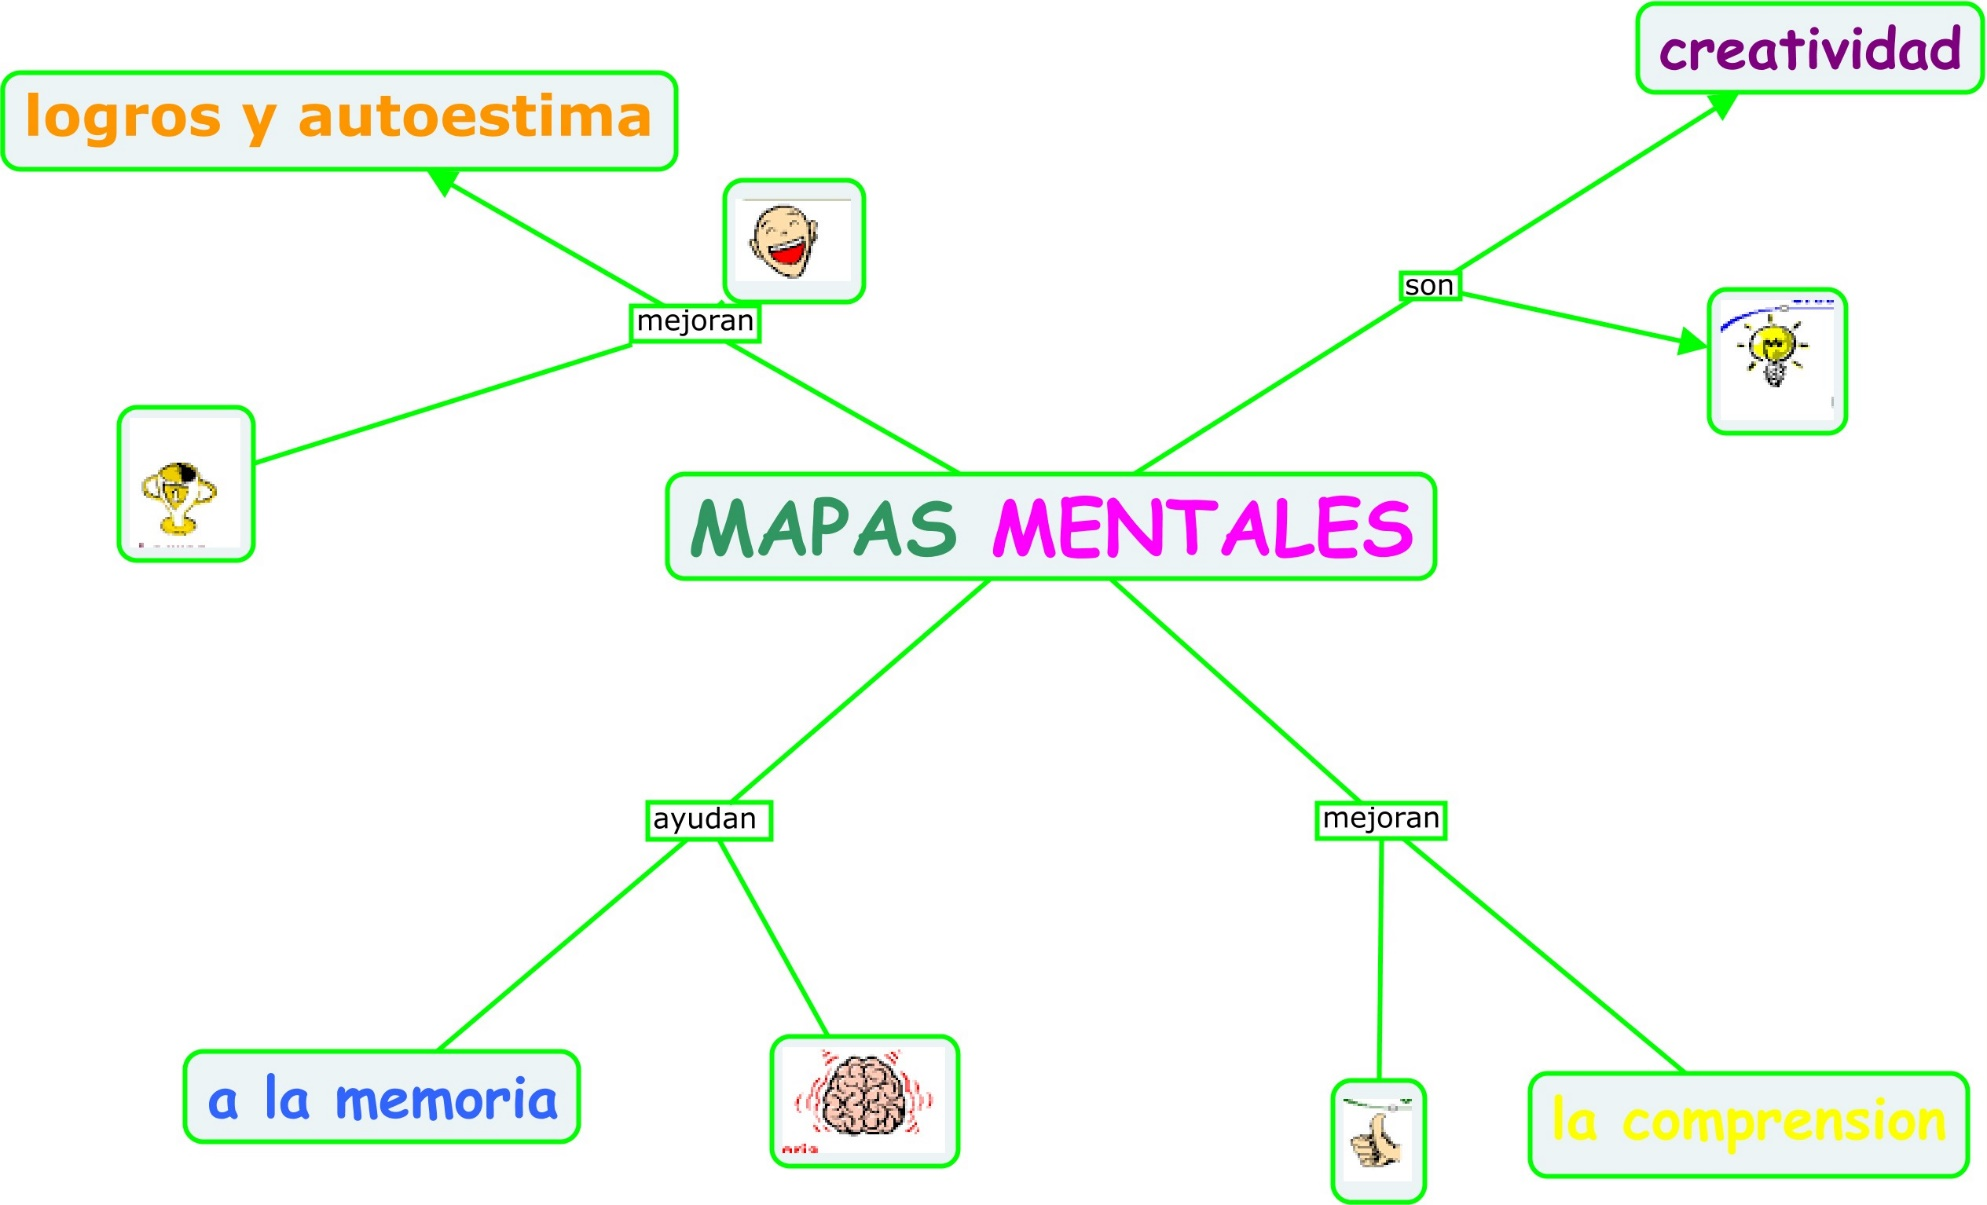 creatividad
logros y autoestima
son
mejoran
MAPAS MENTALES
ayudan
mejoran
a la memoria
la comprension